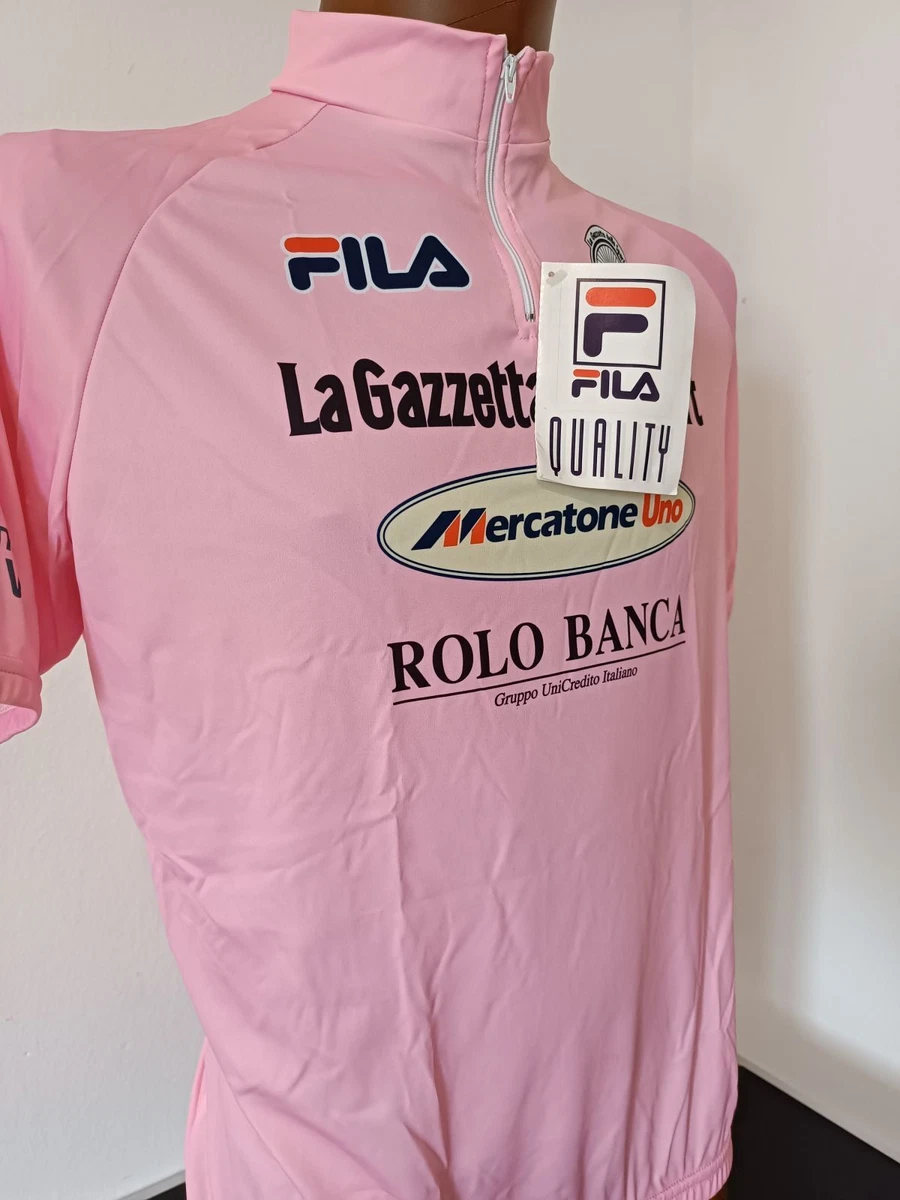 FILA
La Gazzetta
F
FILA
QUALITY
Mercatone Uno
ROLO BANCA
Gruppo UniCredito Italiano